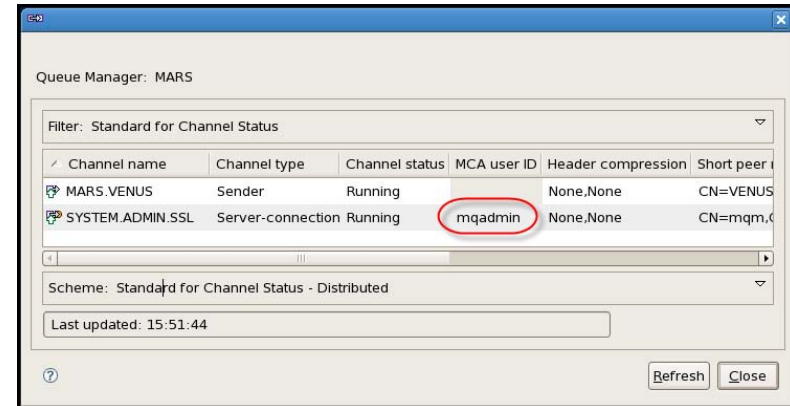 Queue Manager: MARS
Filter: Standard for Channel Status
Channel name Channel type Channel status MCA user ID Header compression Short peer
MARS.VENUS Sender Running None,None CN=VENUS
SYSTEM.ADMIN.SSL Server-connection Running mqadmin None,None CN=mqm,
Scheme: Standard for Channel Status - Distributed
Last updated: 15:51:44
Refresh Close